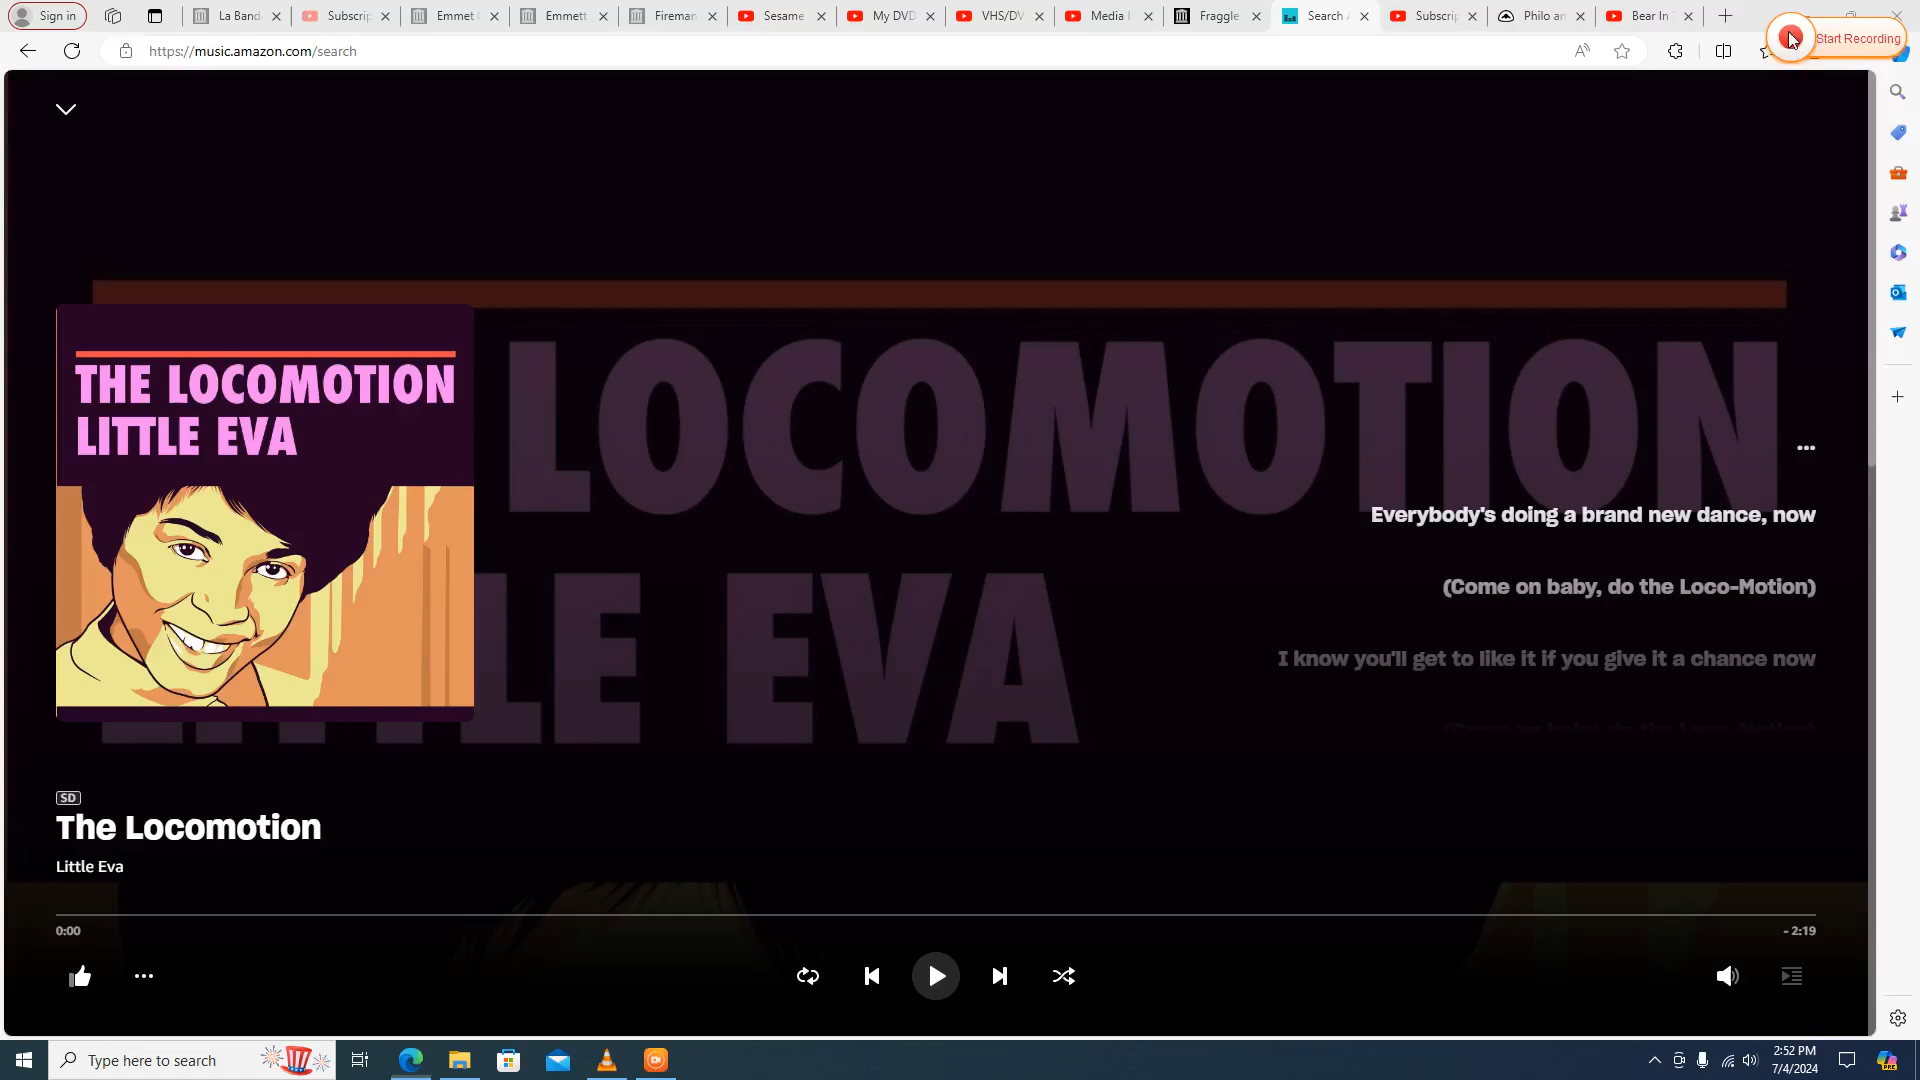 Sign in
La Band
Subscrip
Emmet
Emmett
Fireman
Sesame
My DVD
VHS/DV
Media
Fraggle
Search
Subscrip
Philo an
Bear In
https://music.amazon.com/search
Start Recording
LOCOMOTION
THE LOCOMOTION
LITTLE EVA
LITTLE EVA
Everybody's doing a brand new dance, now
(Come on baby, do the Loco-Motion)
I know you'll get to like it if you give it a chance now
SD
The Locomotion
Little Eva
0:00
- 2:19
Type here to search
2:52 PM
7/4/2024